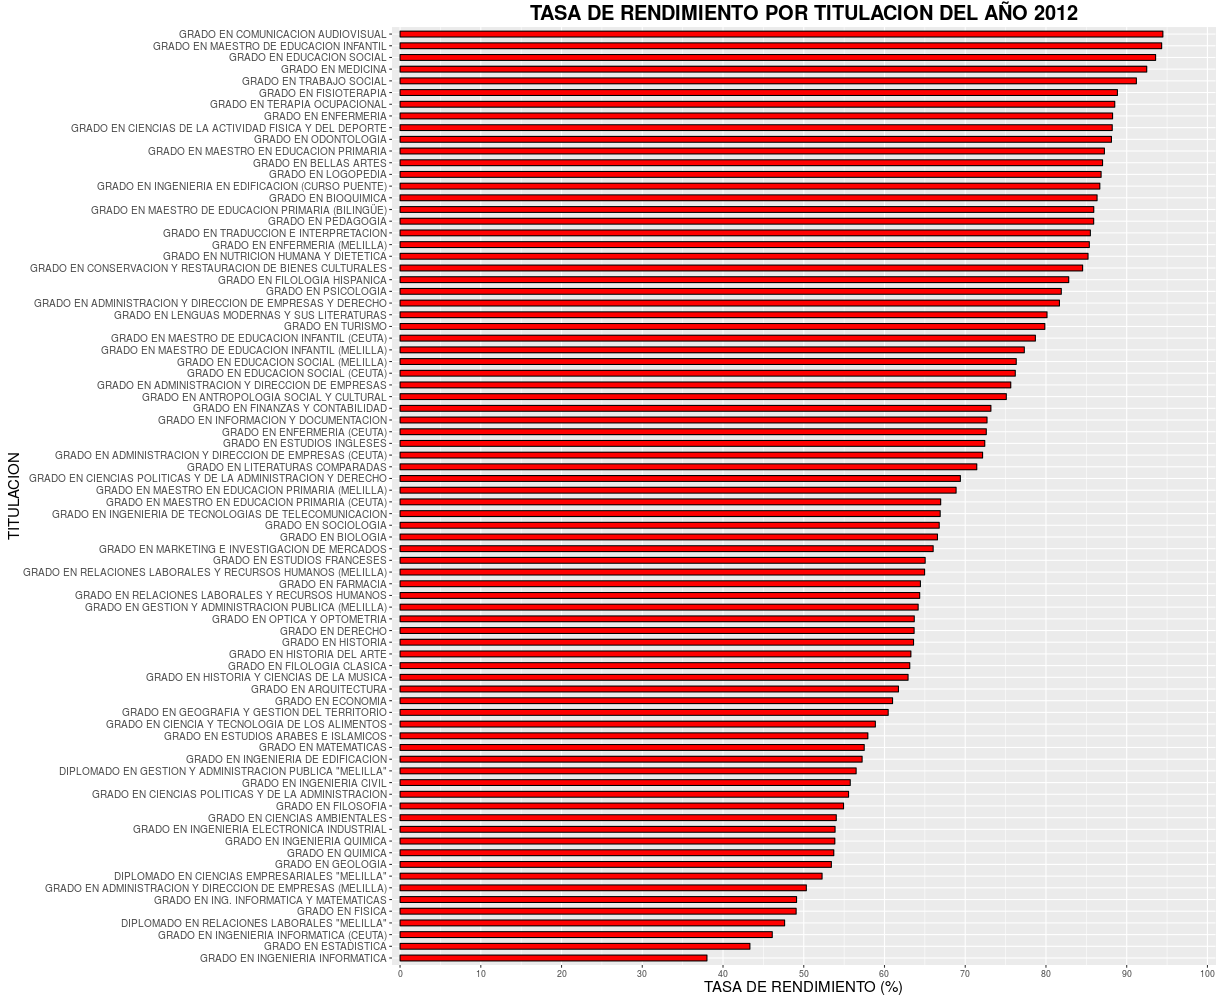 TASA DE RENDIMIENTO POR TITULACION DEL AÑO 2012
GRADO EN COMUNICACION AUDIOVISUAL
GRADO EN MAESTRO DE EDUCACION INFANTIL
GRADO EN EDUCACION SOCIAL
GRADO EN MEDICINA
GRADO EN TRABAJO SOCIAL
GRADO EN FISIOTERAPIA
GRADO EN TERAPIA OCUPACIONAL
GRADO EN ENFERMERIA
GRADO EN CIENCIAS DE LA ACTIVIDAD FISICA Y DEL DEPORTE
GRADO EN ODONTOLOGIA
GRADO EN MAESTRO EN EDUCACION PRIMARIA
GRADO EN BELLAS ARTES
GRADO EN LOGOPEDIA
GRADO EN INGENIERIA EN EDIFICACION (CURSO PUENTE)
GRADO EN BIOQUIMICA
GRADO EN MAESTRO DE EDUCACION PRIMARIA (BILINGÜE)
GRADO EN PEDAGOGIA
GRADO EN TRADUCCION E INTERPRETACION
GRADO EN ENFERMERIA (MELILLA)
GRADO EN NUTRICION HUMANA Y DIETETICA
GRADO EN CONSERVACION Y RESTAURACION DE BIENES CULTURALES
GRADO EN FILOLOGIA HISPANICA
GRADO EN PSICOLOGIA
GRADO EN ADMINISTRACION Y DIRECCION DE EMPRESAS Y DERECHO
GRADO EN LENGUAS MODERNAS Y SUS LITERATURAS
GRADO EN TURISMO
GRADO EN MAESTRO DE EDUCACION INFANTIL (CEUTA)
GRADO EN MAESTRO DE EDUCACION INFANTIL (MELILLA)
GRADO EN EDUCACION SOCIAL (MELILLA)
GRADO EN EDUCACION SOCIAL (CEUTA)
GRADO EN ADMINISTRACION Y DIRECCION DE EMPRESAS
GRADO EN ANTROPOLOGIA SOCIAL Y CULTURAL
GRADO EN FINANZAS Y CONTABILIDAD
GRADO EN INFORMACION Y DOCUMENTACION
GRADO EN ENFERMERIA (CEUTA)
GRADO EN ESTUDIOS INGLESES
GRADO EN ADMINISTRACION Y DIRECCION DE EMPRESAS (CEUTA)
GRADO EN LITERATURAS COMPARADAS
GRADO EN CIENCIAS POLITICAS Y DE LA ADMINISTRACION Y DERECHO
GRADO EN MAESTRO EN EDUCACION PRIMARIA (MELILLA)
GRADO EN MAESTRO EN EDUCACION PRIMARIA (CEUTA)
GRADO EN INGENIERIA DE TECNOLOGIAS DE TELECOMUNICACION
GRADO EN SOCIOLOGIA
GRADO EN BIOLOGIA
GRADO EN MARKETING E INVESTIGACION DE MERCADOS
GRADO EN ESTUDIOS FRANCESES
GRADO EN RELACIONES LABORALES Y RECURSOS HUMANOS (MELILLA)
GRADO EN FARMACIA
GRADO EN RELACIONES LABORALES Y RECURSOS HUMANOS
GRADO EN GESTION Y ADMINISTRACION PUBLICA (MELILLA)
GRADO EN OPTICA Y OPTOMETRIA
GRADO EN DERECHO
GRADO EN HISTORIA
GRADO EN HISTORIA DEL ARTE
GRADO EN FILOLOGIA CLASICA
GRADO EN HISTORIA Y CIENCIAS DE LA MUSICA
GRADO EN ARQUITECTURA
GRADO EN ECONOMIA
GRADO EN GEOGRAFIA Y GESTION DEL TERRITORIO
GRADO EN CIENCIA Y TECNOLOGIA DE LOS ALIMENTOS
GRADO EN ESTUDIOS ARABES E ISLAMICOS
GRADO EN MATEMATICAS
GRADO EN INGENIERIA DE EDIFICACION
DIPLOMADO EN GESTION Y ADMINISTRACION PUBLICA "MELILLA"
GRADO EN INGENIERIA CIVIL
GRADO EN CIENCIAS POLITICAS Y DE LA ADMINISTRACION
GRADO EN FILOSOFIA
GRADO EN CIENCIAS AMBIENTALES
GRADO EN INGENIERIA ELECTRONICA INDUSTRIAL
GRADO EN INGENIERIA QUIMICA
GRADO EN QUIMICA
GRADO EN GEOLOGIA
DIPLOMADO EN CIENCIAS EMPRESARIALES "MELILLA"
GRADO EN ADMINISTRACION Y DIRECCION DE EMPRESAS (MELILLA)
GRADO EN ING. INFORMATICA Y MATEMATICAS
GRADO EN FISICA
DIPLOMADO EN RELACIONES LABORALES "MELILLA"
GRADO EN INGENIERIA INFORMATICA (CEUTA)
GRADO EN ESTADISTICA
GRADO EN INGENIERIA INFORMATICA
TITULACION
0 10 20 30 40 50 60 70 80 90 100
TASA DE RENDIMIENTO (%)